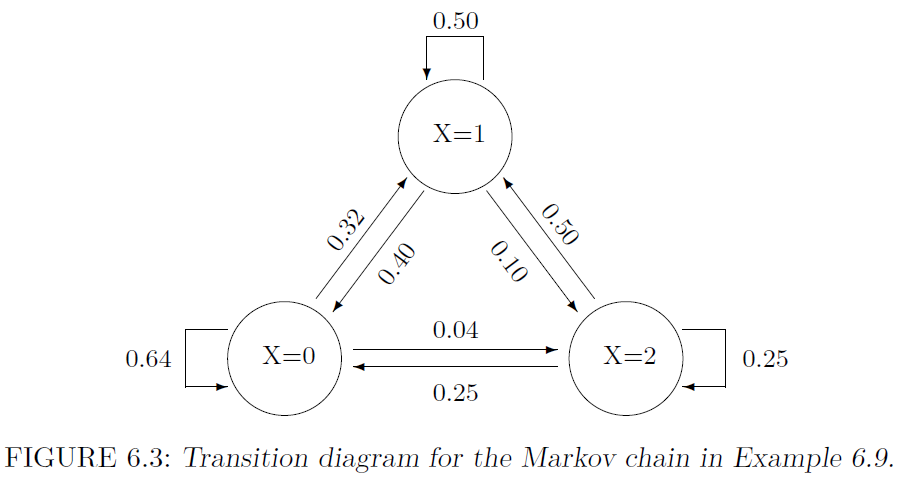 0.50
X=1
0.32
0.40
0.10
0.50
0.04
0.64
X=0
X=2
0.25
0.25
FIGURE 6.3: Transition diagram for the Markov chain in Example 6.9.